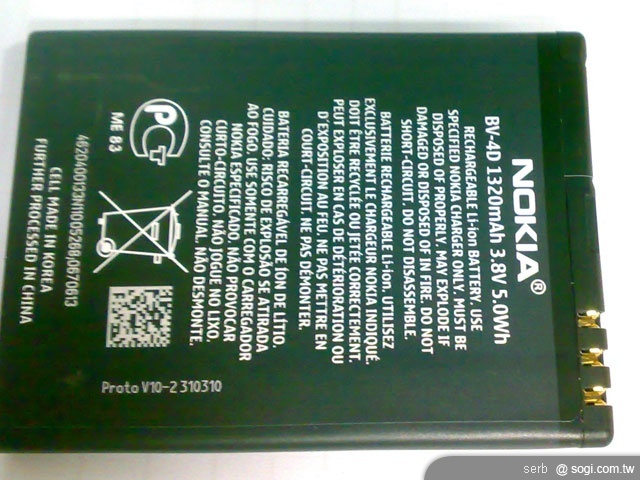 NOKIA®
BV-4D 1320mAh 3.8V 5.0Wh
RECHARGEABLE Li-ion BATTERY. USE
SPECIFIED NOKIA CHARGER ONLY. MUST BE
DISPOSED OF PROPERLY. MAY EXPLODE IF
DAMAGED OR DISPOSED OF IN FIRE. DO NOT
SHORT-CIRCUIT. DO NOT DISASSEMBLE.
BATTERIE RECHARGEABLE Li-ion. UTILISEZ
EXCLUSIVEMENT LE CHARGEUR NOKIA INDIQUÉ.
DOIT ÊTRE RECYCLÉE OU JETÉE CORRECTEMENT.
PEUT EXPLOSER EN CAS DE DÉTÉRIORATION OU
D'EXPOSITION AU FEU. NE PAS METTRE EN
COURT-CIRCUIT. NE PAS DÉMONTER.
BATERIA RECARREGÁVEL DE ÍON DE LÍTIO.
CUIDADO: RISCO DE EXPLOSÃO SE ATIRADA
AO FOGO. USE SOMENTE COM O CARREGADOR
NOKIA ESPECIFICADO. NÃO PROVOCAR
CURTO-CIRCUITO. NÃO JOGUE NO LIXO.
CONSULTE O MANUAL. NÃO DESMONTE.
PCT
ME 83
Proto V10-2 310310
CELL MADE IN KOREA
FURTHER PROCESSED IN CHINA
serb @ sogi.com.tw